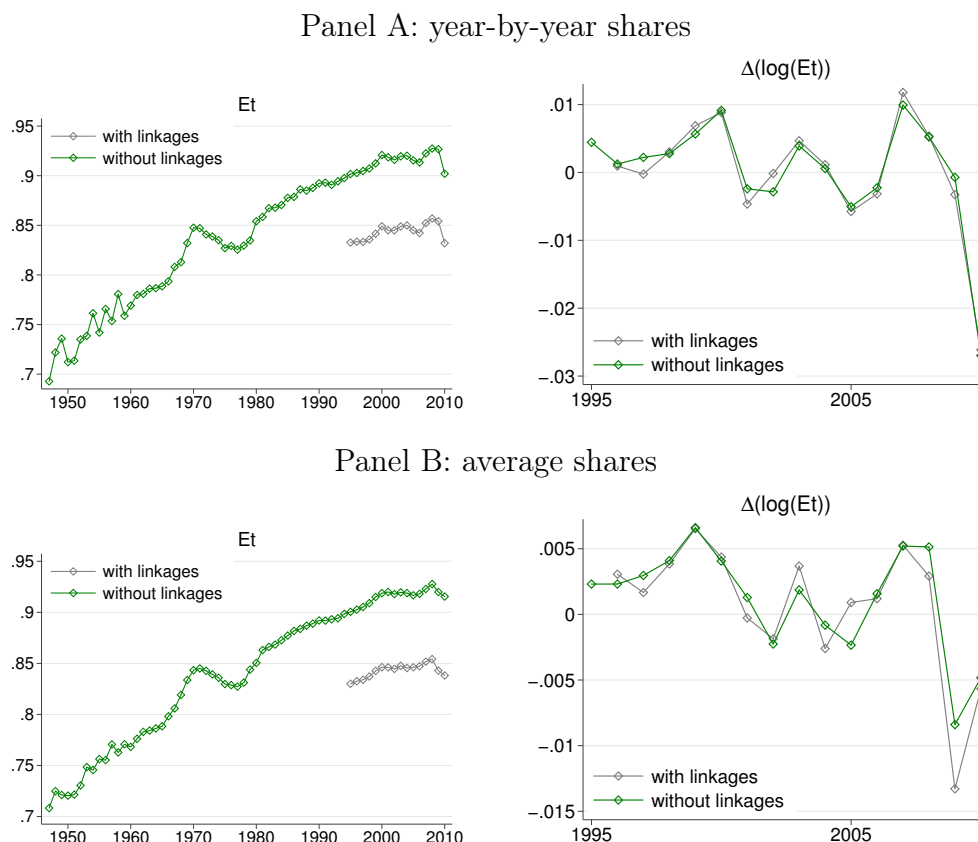 Panel A: year-by-year shares
Et
with linkages
without linkages
.95
.9
.85
.8
.75
.7
1950 1960 1970 1980 1990 2000 2010
Δ(log(Et))
.01
0
−.01
−.02
−.03
with linkages
without linkages
1995 2005
Panel B: average shares
Et
with linkages
without linkages
.95
.9
.85
.8
.75
.7
1950 1960 1970 1980 1990 2000 2010
Δ(log(Et))
.005
0
−.005
−.01
−.015
with linkages
without linkages
1995 2005